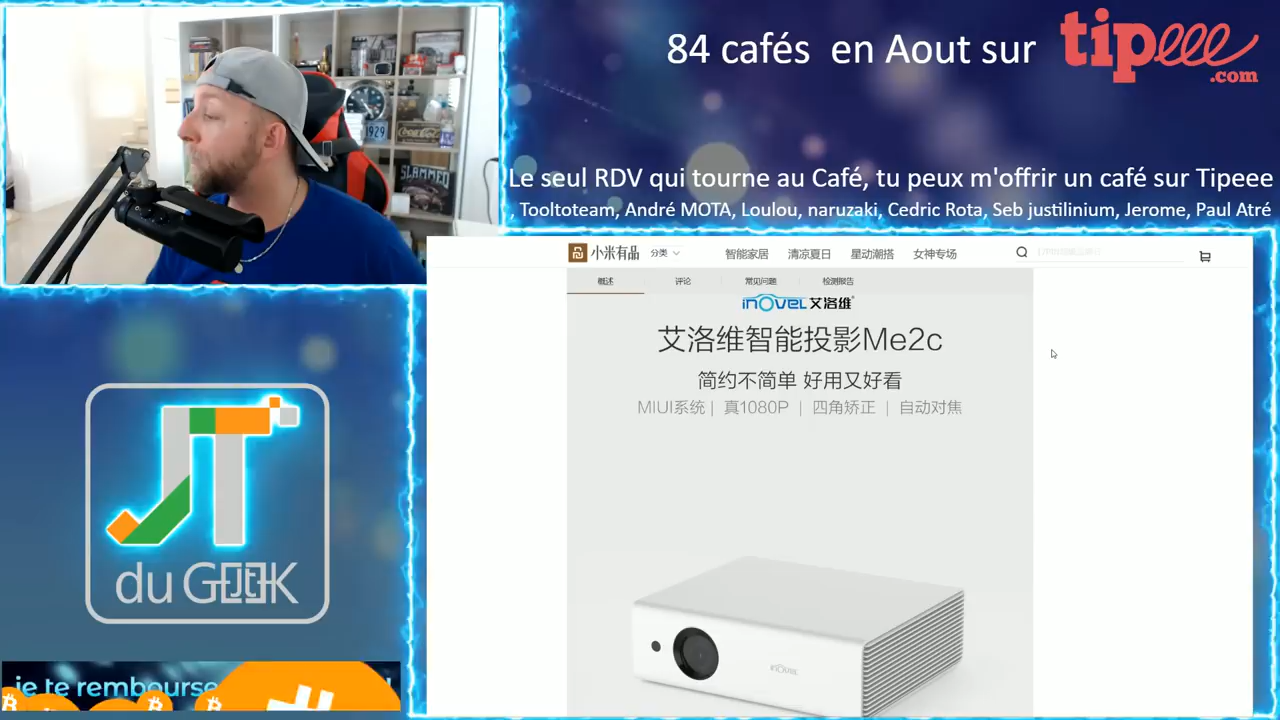 84 cafés en Aout sur
tipeee
.com
Le seul RDV qui tourne au Café, tu peux m'offrir un café sur Tipeee
, Tooltoteam, André MOTA, Loulou, naruzaki, Cedric Rota, Seb justilinium, Jerome, Paul Atré
1929
Coca-Cola
SLAMMED
小米有品 分类 智能家居 清凉夏日 星动潮搭 女神专场
概述 评论 常见问题 检测报告
inovel 艾洛维
艾洛维智能投影Me2c
简约不简单 好用又好看
MIUI系统 | 真1080P | 四角矫正 | 自动对焦
inovel
JT
du GEEK
je te rembourse